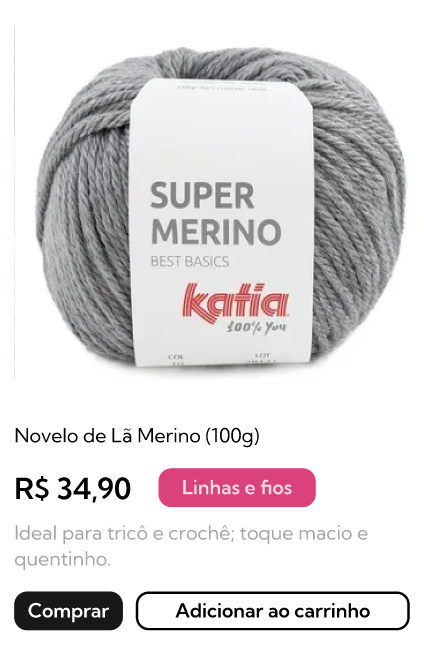 SUPER
MERINO
BEST BASICS
katia
100% You
COL
LOT
Novelo de Lã Merino (100g)
R$ 34,90 Linhas e fios
Ideal para tricô e crochê; toque macio e
quentinho.
Comprar Adicionar ao carrinho